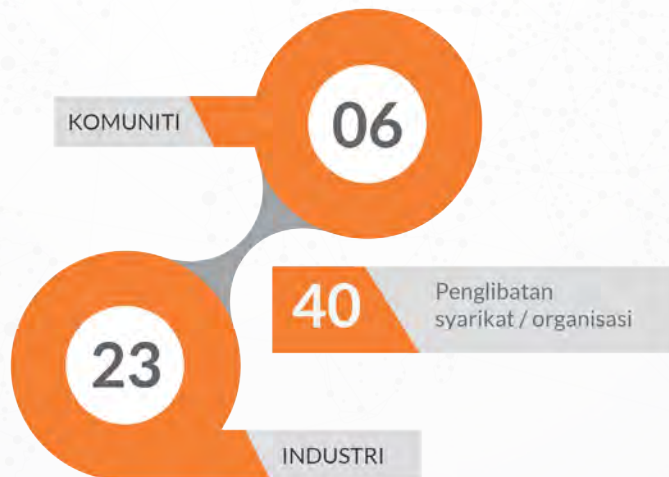 KOMUNITI
06
40
Penglibatan
syarikat / organisasi
23
INDUSTRI